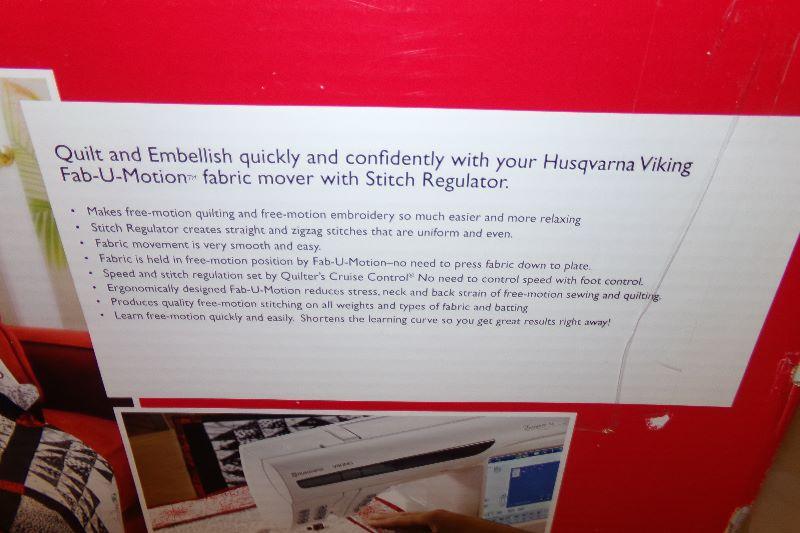 Quilt and Embellish quickly and confidently with your Husqvarna Viking
Fab-U-Motion™ fabric mover with Stitch Regulator.
• Makes free-motion quilting and free-motion embroidery so much easier and more relaxing
• Stitch Regulator creates straight and zigzag stitches that are uniform and even.
• Fabric movement is very smooth and easy.
• Fabric is held in free-motion position by Fab-U-Motion–no need to press fabric down to plate.
• Speed and stitch regulation set by Quilter's Cruise Control® No need to control speed with foot control.
• Ergonomically designed Fab-U-Motion reduces stress, neck and back strain of free-motion sewing and quilting.
• Produces quality free-motion stitching on all weights and types of fabric and batting
• Learn free-motion quickly and easily. Shortens the learning curve so you get great results right away!
Husqvarna VIKING